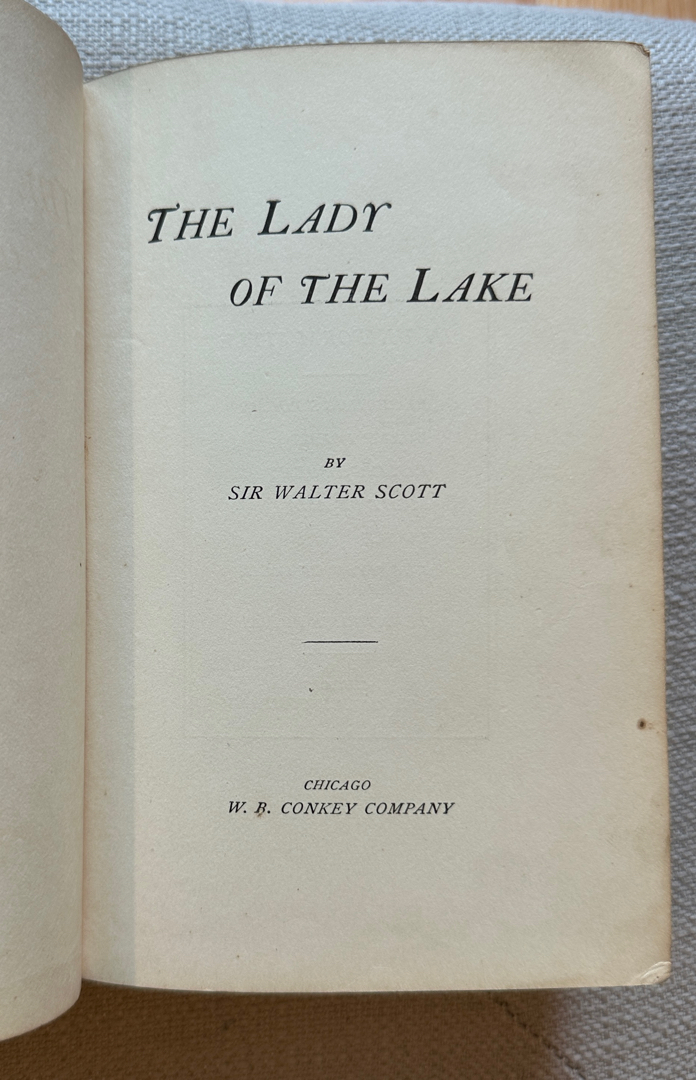 THE LADY
OF THE LAKE
BY
SIR WALTER SCOTT
CHICAGO
W. B. CONKEY COMPANY